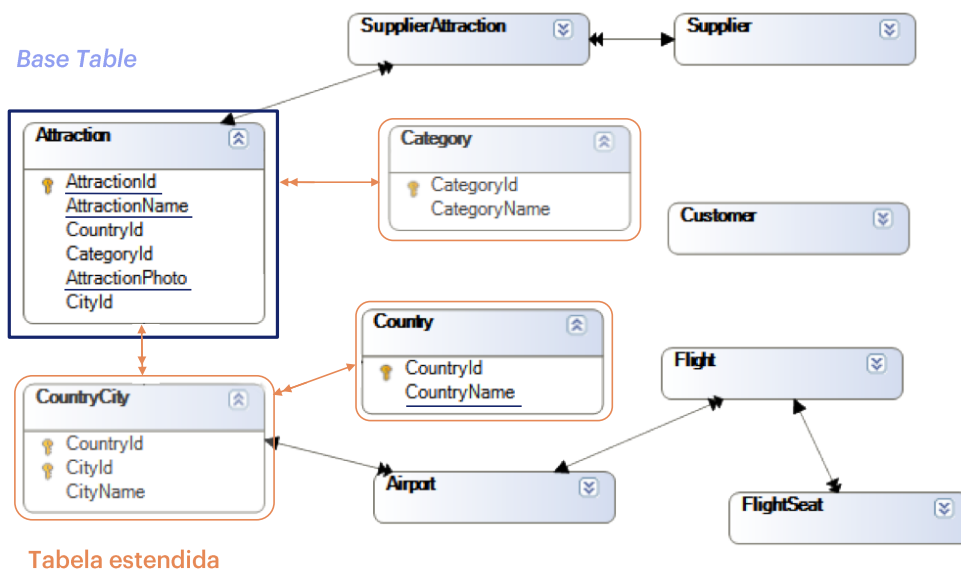 SupplierAttraction
Supplier
Base Table
Attraction
AttractionId
AttractionName
CountryId
CategoryId
AttractionPhoto
CityId
Category
CategoryId
CategoryName
Customer
Country
CountryId
CountryName
Flight
CountryCity
CountryId
CityId
CityName
Airport
FlightSeat
Tabela estendida